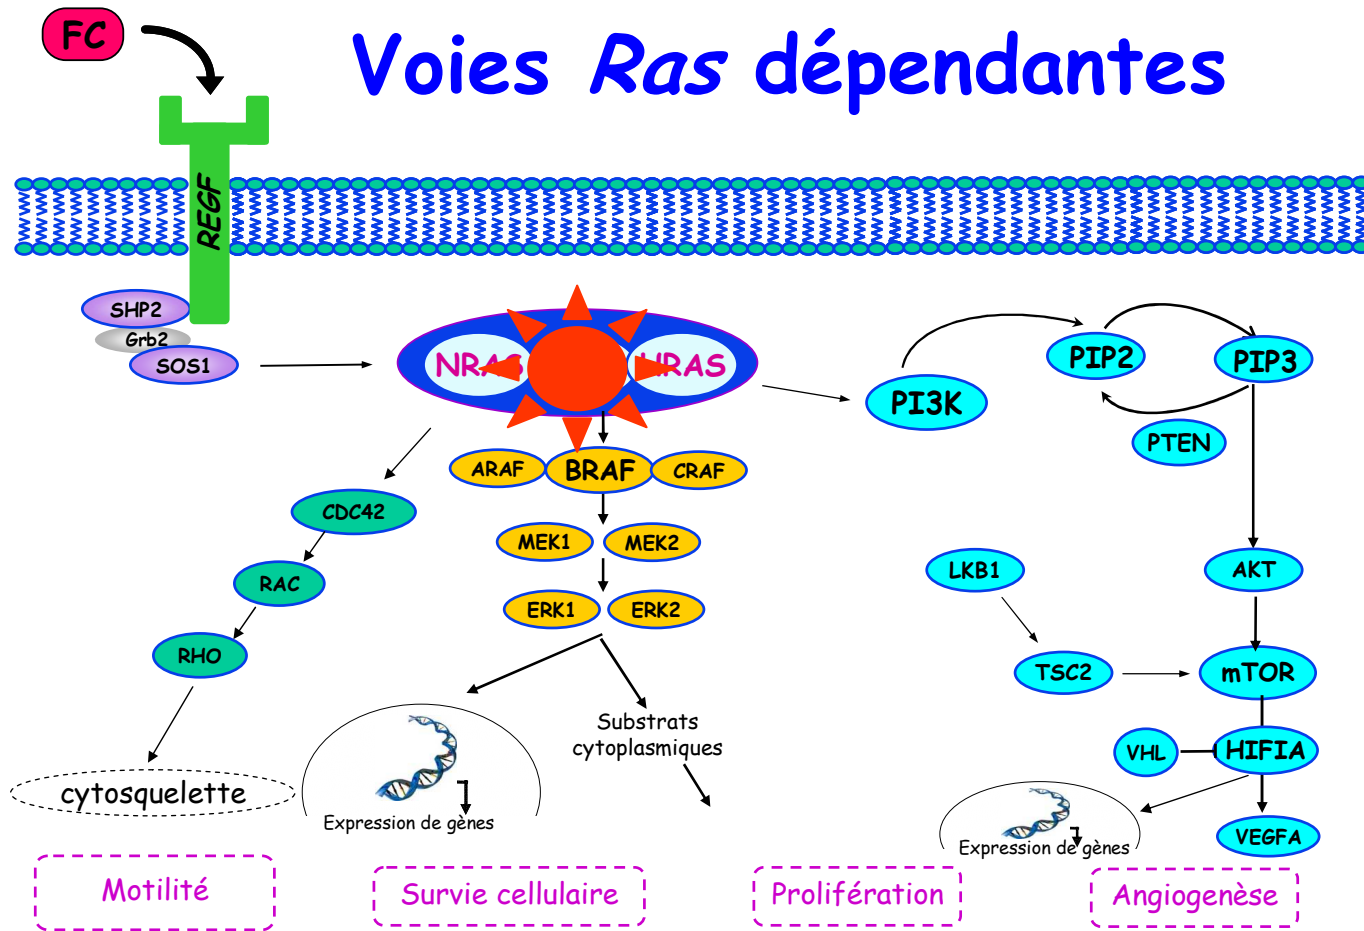 FC
Voies Ras dépendantes
REGF
SHP2
Grb2
SOS1
NRAS
HRAS
PI3K
PIP2
PIP3
PTEN
ARAF
BRAF
CRAF
CDC42
MEK1
MEK2
RAC
ERK1
ERK2
RHO
LKB1
AKT
TSC2
mTOR
Substrats
cytoplasmiques
VHL
HIFIA
cytosquelette
Expression de gènes
VEGFA
Expression de gènes
Motilité
Survie cellulaire
Prolifération
Angiogenèse